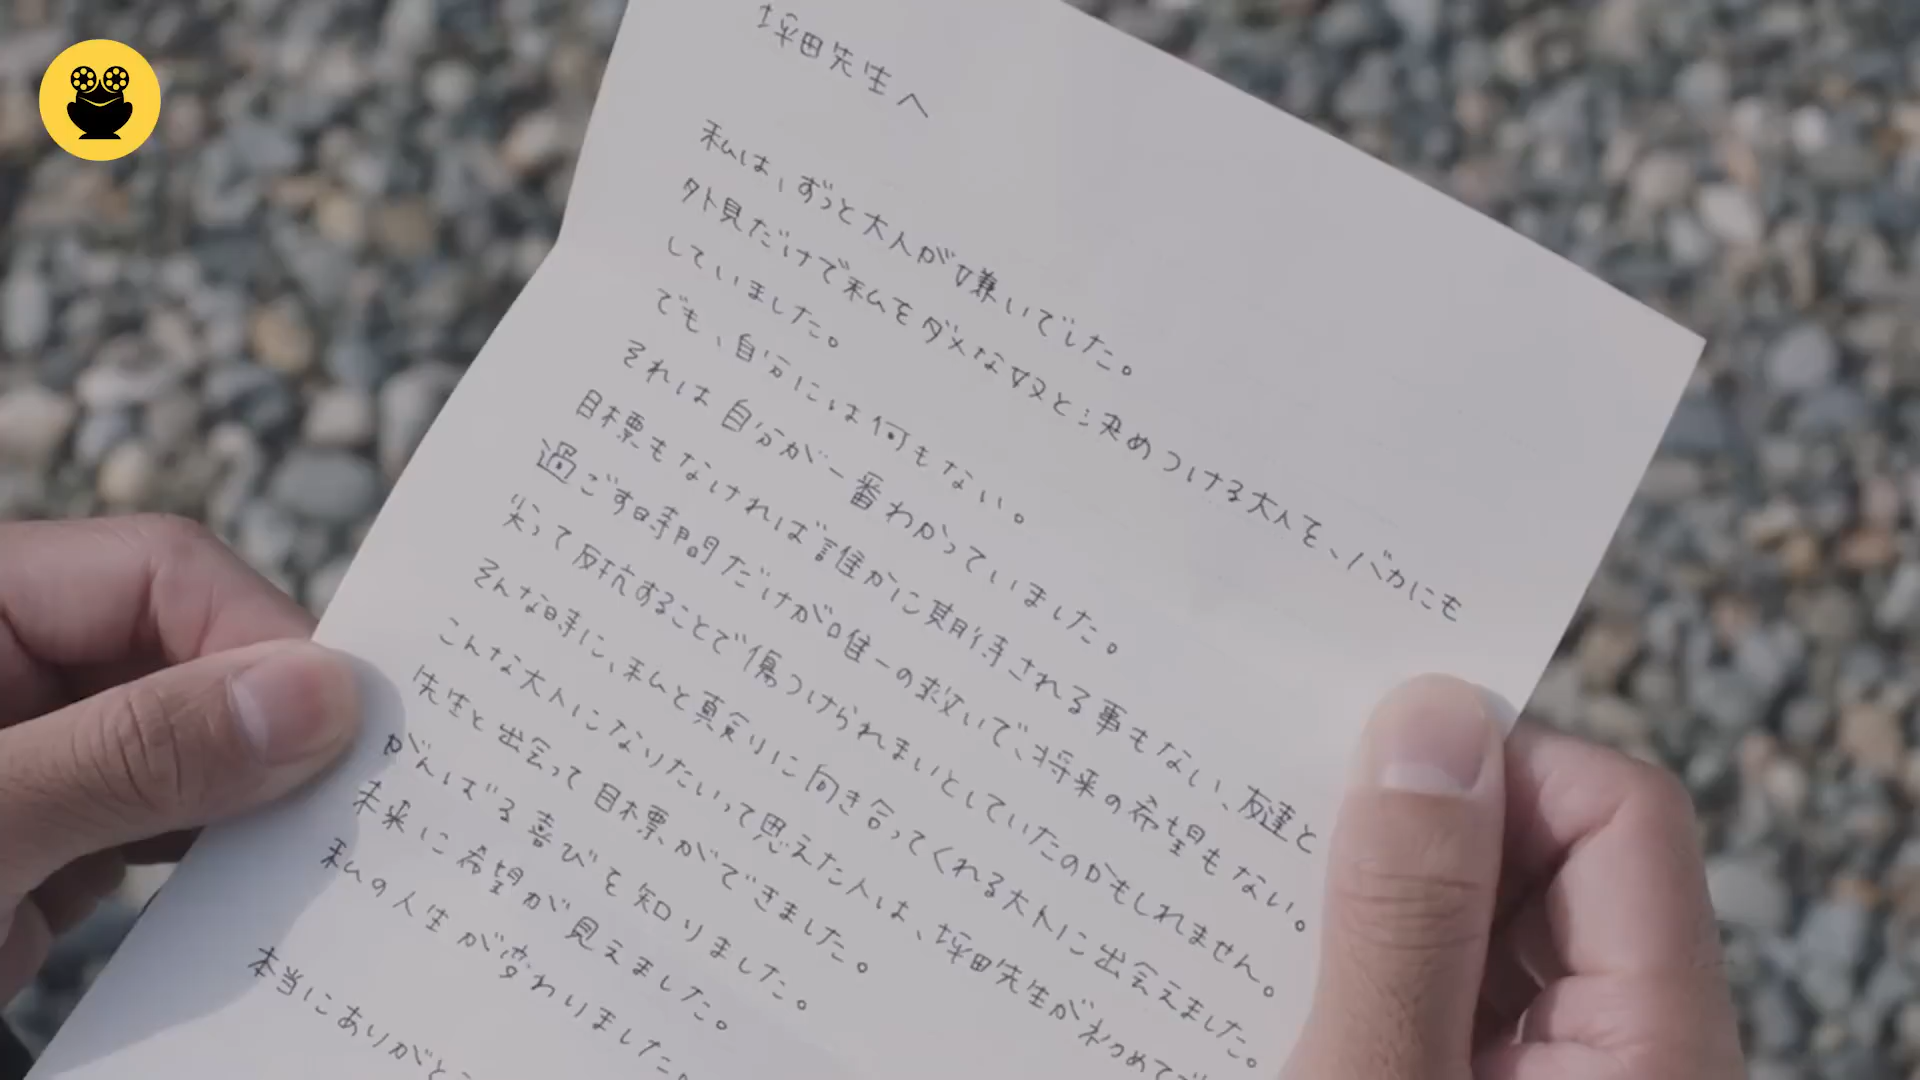 坪田先生へ
私は、ずっと大人が嫌いでした。
外見だけで私をダメな奴と決めつける大人を、バカにも
していました。
でも、自分には何もない。
それは自分が一番わかっていました。
目標もなければ誰かに期待される事もない、友達と
過ごす時間だけが唯一の救いで、将来の希望もない。
尖って反抗することで傷つけられまいとしていたのかもしれません。
そんな時に、私と真剣に向き合ってくれる大人に出会えました。
こんな大人になりたいって思えた人は、坪田先生が初めてで
先生と出会って目標ができました。
がんばる喜びを知りました。
未来に希望が見えました。
私の人生が変わりました。
本当にありがと